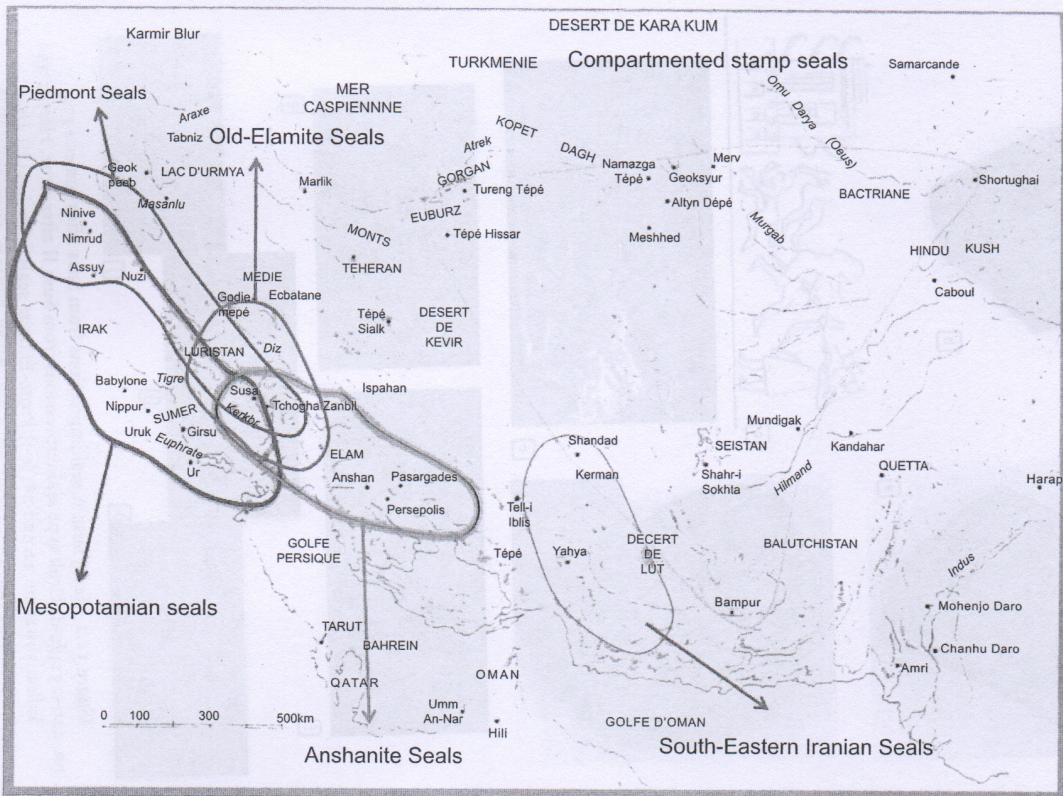 DESERT DE KARA KUM
Karmir Blur
TURKMENIE
Compartmented stamp seals
Samarcande
Piedmont Seals
MER
CASPIENNNE
Omu Darya (Oeus)
Araxe
Tabniz
Old-Elamite Seals
KOPET
DAGH
Atrek
GORGAN
Geok
peeb
LAC D'URMYA
Marlik
Namazga
Tépé
Merv
Geoksyur
Tureng Tépé
BACTRIANE
Shortughai
Masanlu
Altyn Dépé
EUBURZ
Ninive
Nimrud
MONTS
Tépé Hissar
Meshhed
Murgab
HINDU KUSH
Assuy
Nuzi
MEDIE
TEHERAN
Caboul
Godie
mepé
Ecbatane
IRAK
Tépé
Sialk
DESERT
DE
KEVIR
LURISTAN
Diz
Babylone
Tigre
Susa
Ispahan
Nippur
SUMER
Kerkhr
Tchogha Zanbil
Uruk
Girsu
Mundigak
Kandahar
Euphrate
Ur
ELAM
Shandad
SEISTAN
Kerman
Anshan
Pasargades
Shahr-i
Sokhta
Hilmand
QUETTA
Harap
Persepolis
Tell-i
Iblis
GOLFE
PERSIQUE
Tépé
Yahya
DECERT
DE
LUT
BALUTCHISTAN
Indus
Mesopotamian seals
Bampur
Mohenjo Daro
TARUT
BAHREIN
Chanhu Daro
Amri
QATAR
OMAN
0 100 300 500km
Umm
An-Nar
Hili
GOLFE D'OMAN
Anshanite Seals
South-Eastern Iranian Seals